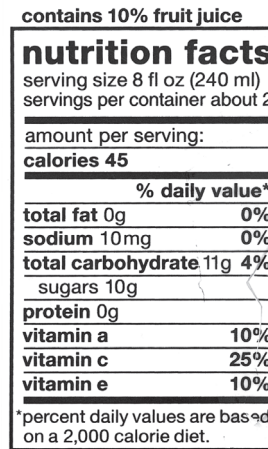 contains 10% fruit juice
nutrition facts
serving size 8 fl oz (240 ml)
servings per container about 2
amount per serving:
calories 45
% daily value*
total fat 0g 0%
sodium 10mg 0%
total carbohydrate 11g 4%
sugars 10g
protein 0g
vitamin a 10%
vitamin c 25%
vitamin e 10%
*percent daily values are based
on a 2,000 calorie diet.